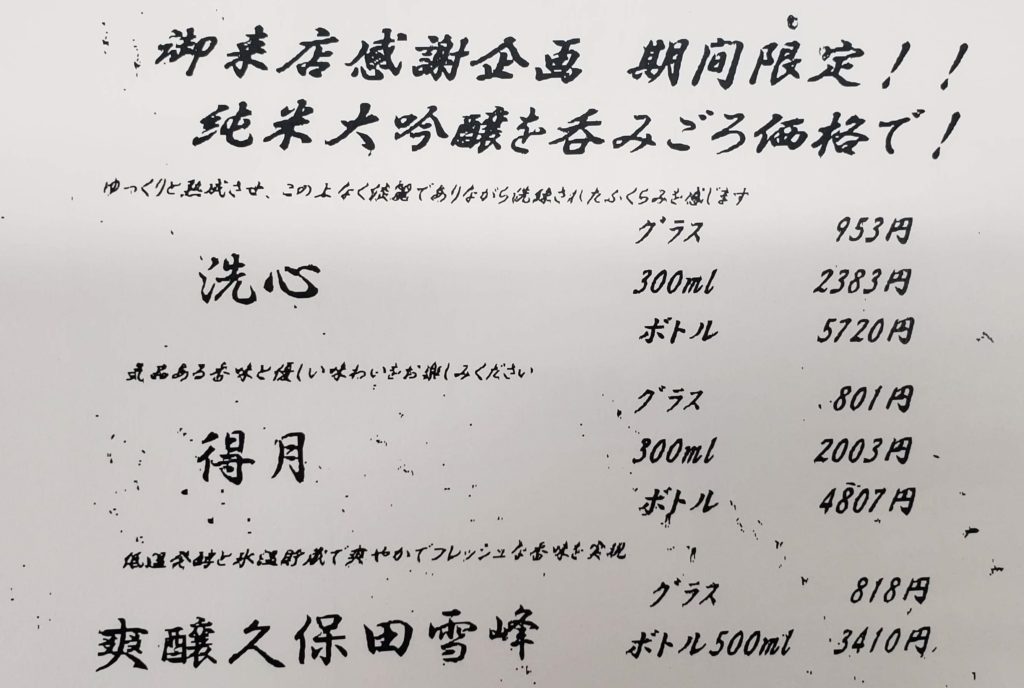 御来店感謝企画 期間限定！！
純米大吟醸を呑みごろ価格で！
ゆっくりと熟成させ、この上なく淡麗でありながら洗練されたふくらみを感じます
グラス 953円
洗心 300ml 2383円
ボトル 5720円
気品ある香味と優しい味わいをお楽しみください
グラス 801円
得月 300ml 2003円
ボトル 4807円
低温発酵と氷温貯蔵で爽やかでフレッシュな香味を実現
グラス 818円
爽醸久保田雪峰 ボトル500ml 3410円